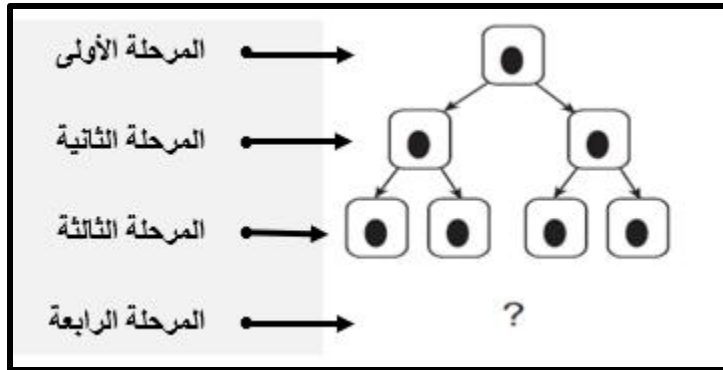 المرحلة الأولى
المرحلة الثانية
المرحلة الثالثة
المرحلة الرابعة
?